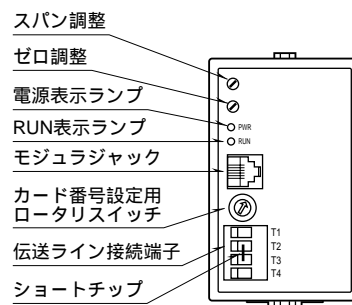 スパン調整
ゼロ調整
電源表示ランプ
PWR
RUN表示ランプ
RUN
モジュラジャック
カード番号設定用
ロータリスイッチ
T1
伝送ライン接続端子
T2
T3
ショートチップ
T4